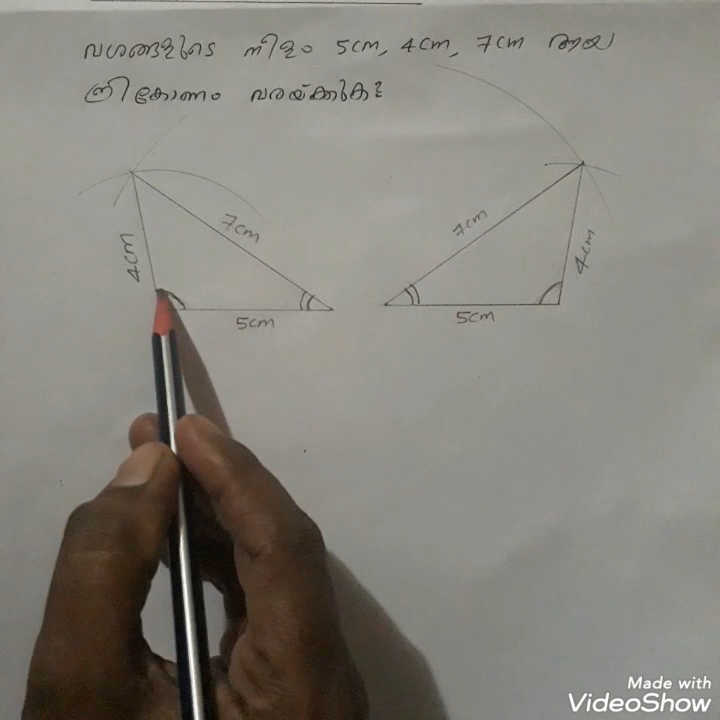 വശങ്ങളുടെ നീളം 5cm, 4cm, 7cm ആയ
ത്രികോണം വരയ്ക്കുക?
7cm 7cm
4cm 4cm
5cm 5cm
Made with
VideoShow